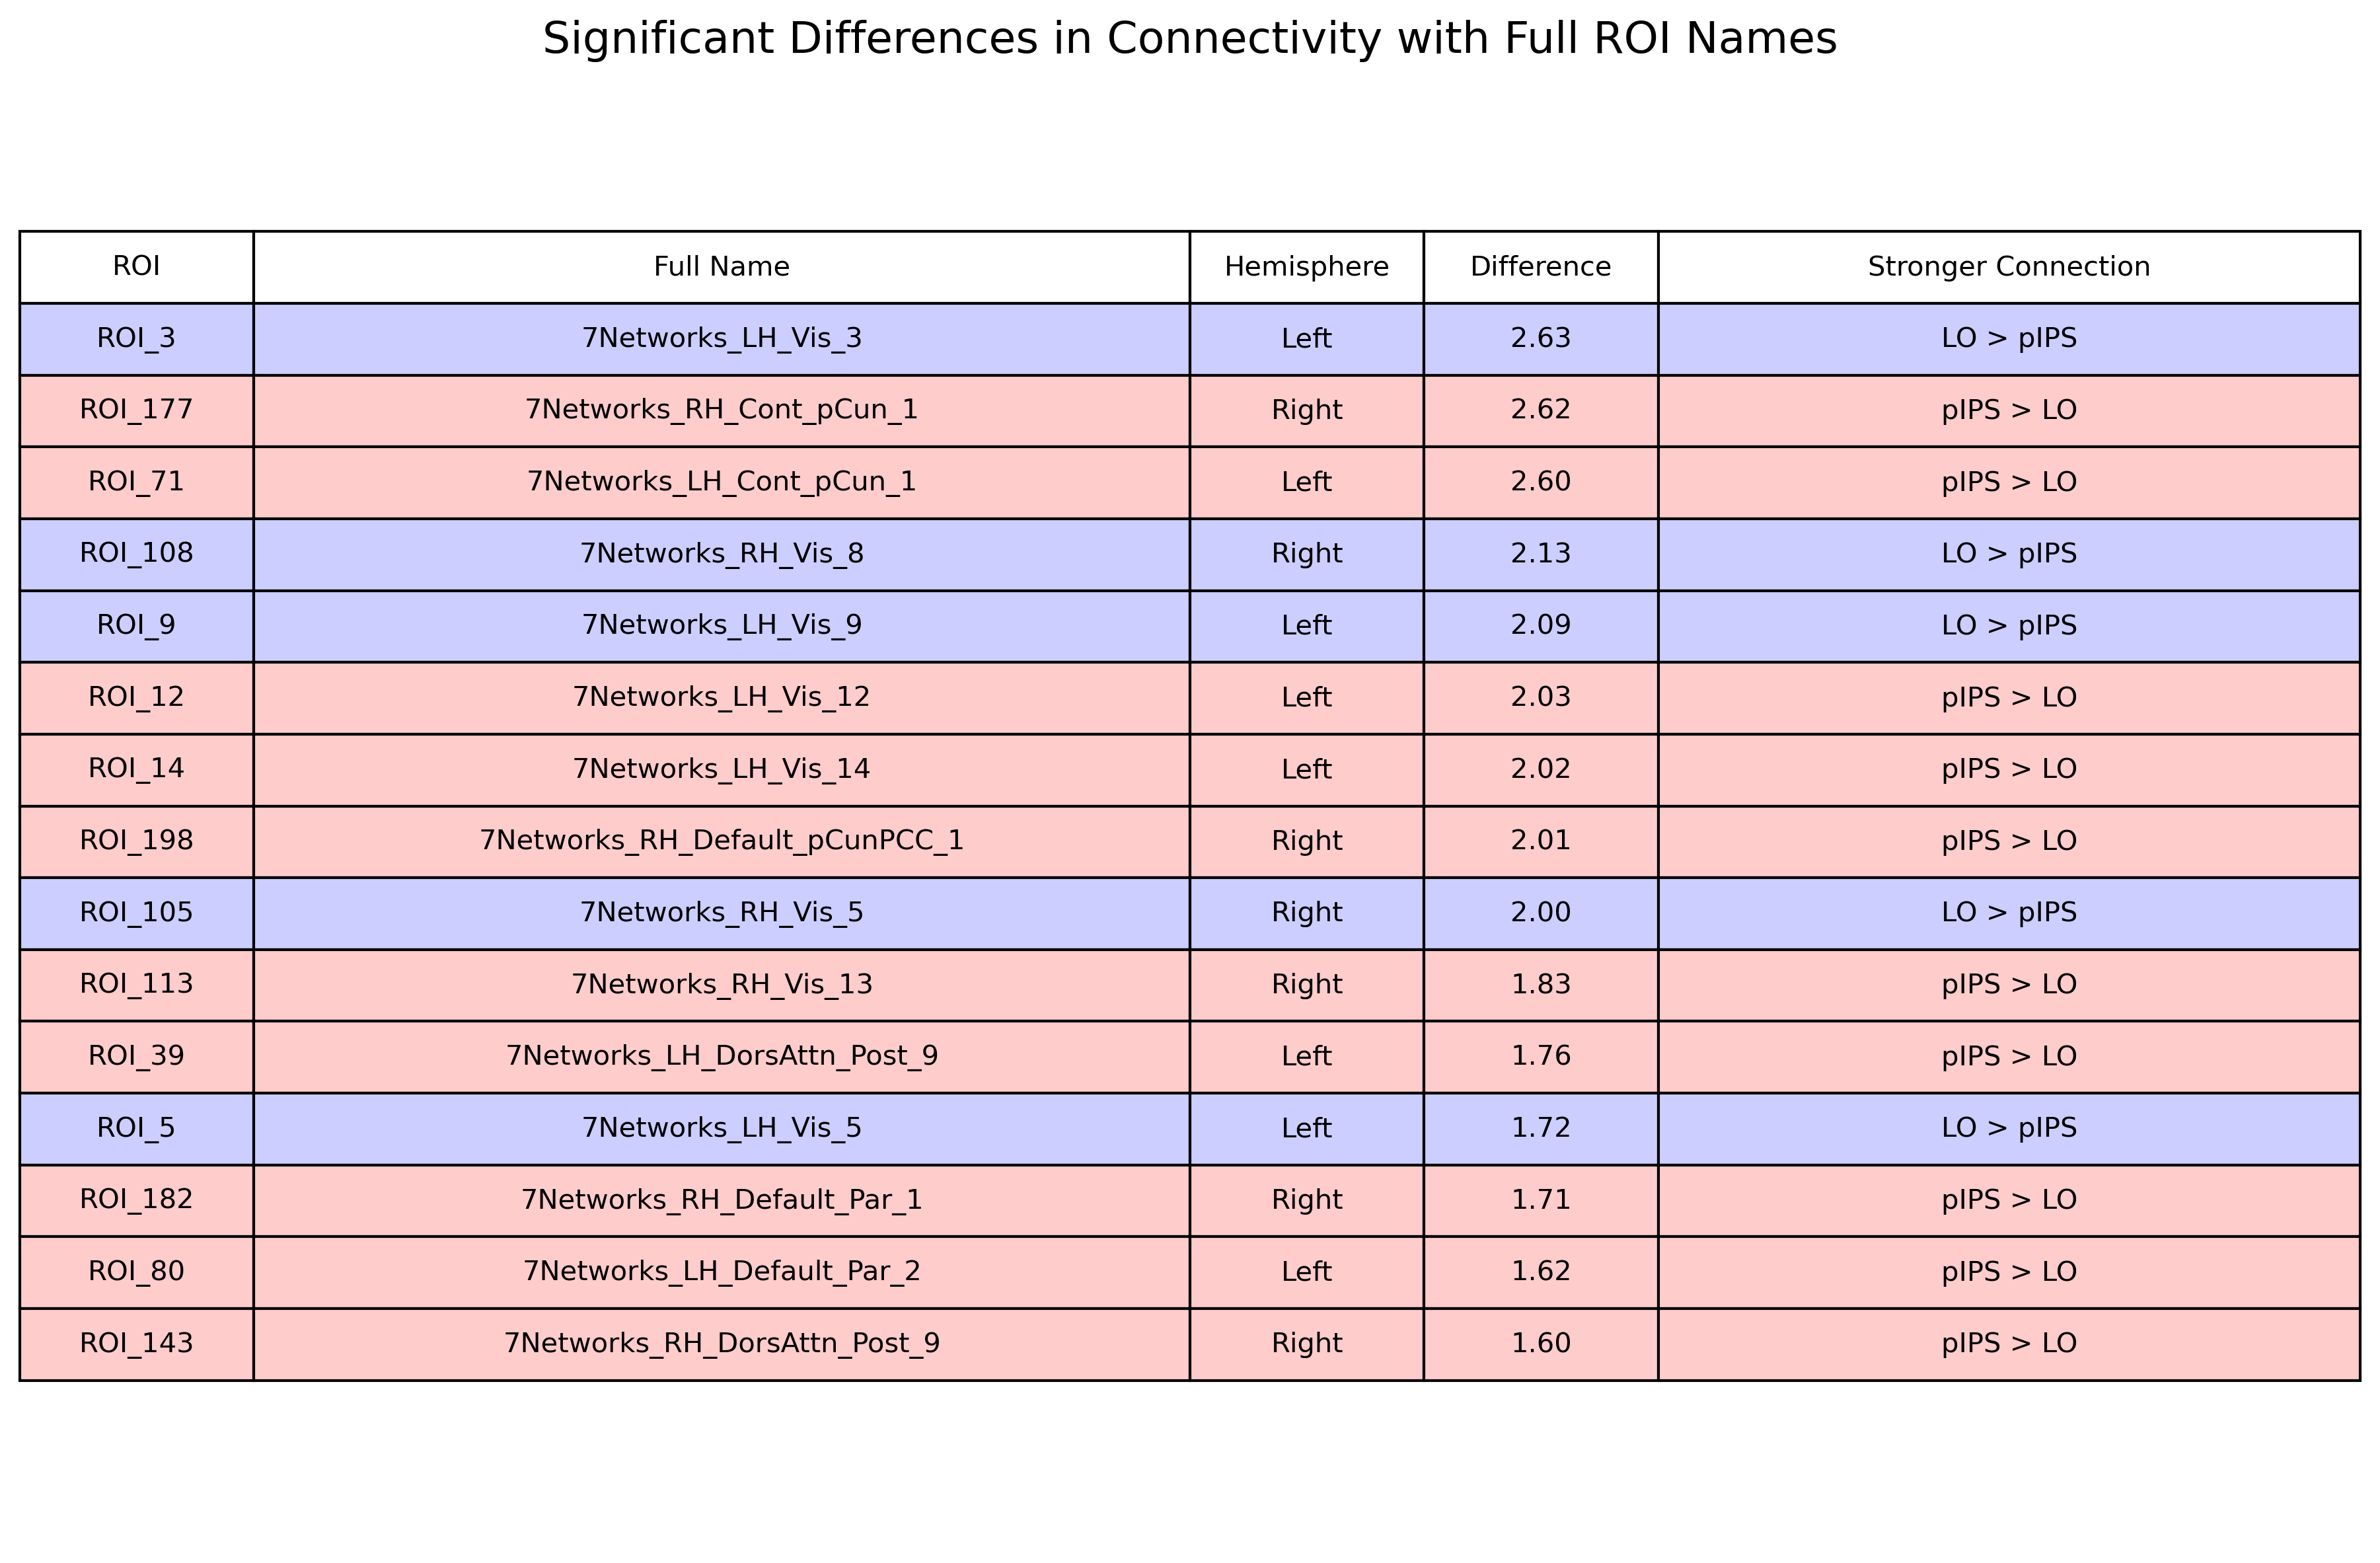 Significant Differences in Connectivity with Full ROI Names
ROI Full Name Hemisphere Difference Stronger Connection
ROI_3 7Networks_LH_Vis_3 Left 2.63 LO > pIPS
ROI_177 7Networks_RH_Cont_pCun_1 Right 2.62 pIPS > LO
ROI_71 7Networks_LH_Cont_pCun_1 Left 2.60 pIPS > LO
ROI_108 7Networks_RH_Vis_8 Right 2.13 LO > pIPS
ROI_9 7Networks_LH_Vis_9 Left 2.09 LO > pIPS
ROI_12 7Networks_LH_Vis_12 Left 2.03 pIPS > LO
ROI_14 7Networks_LH_Vis_14 Left 2.02 pIPS > LO
ROI_198 7Networks_RH_Default_pCunPCC_1 Right 2.01 pIPS > LO
ROI_105 7Networks_RH_Vis_5 Right 2.00 LO > pIPS
ROI_113 7Networks_RH_Vis_13 Right 1.83 pIPS > LO
ROI_39 7Networks_LH_DorsAttn_Post_9 Left 1.76 pIPS > LO
ROI_5 7Networks_LH_Vis_5 Left 1.72 LO > pIPS
ROI_182 7Networks_RH_Default_Par_1 Right 1.71 pIPS > LO
ROI_80 7Networks_LH_Default_Par_2 Left 1.62 pIPS > LO
ROI_143 7Networks_RH_DorsAttn_Post_9 Right 1.60 pIPS > LO